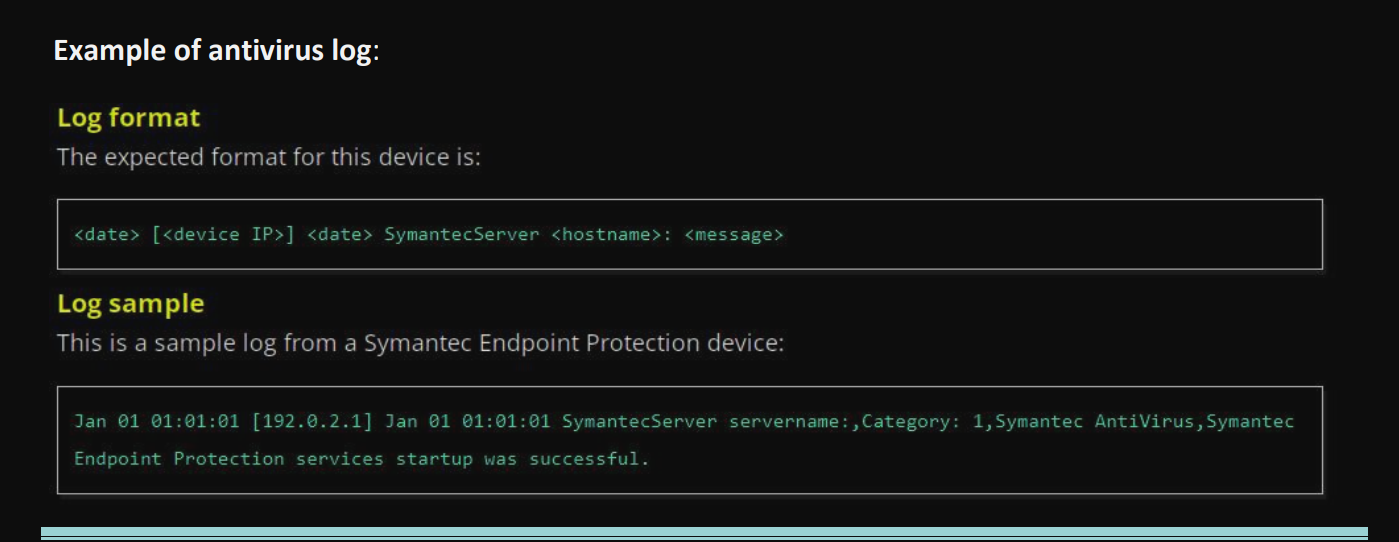 Example of antivirus log:
Log format
The expected format for this device is:
<date> [<device IP>] <date> SymantecServer <hostname>: <message>
Log sample
This is a sample log from a Symantec Endpoint Protection device:
Jan 01 01:01:01 [192.0.2.1] Jan 01 01:01:01 SymantecServer servername:,Category: 1,Symantec AntiVirus,Symantec
Endpoint Protection services startup was successful.